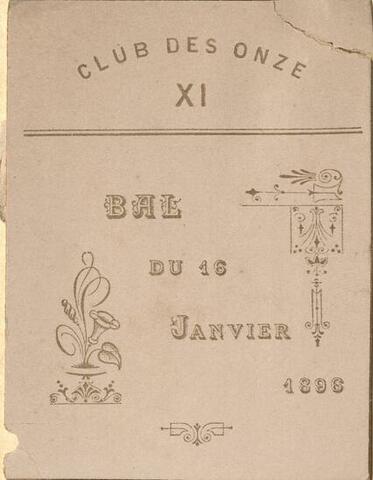 CLUB DES ONZE
XI
BAL
DU 16
JANVIER
1896